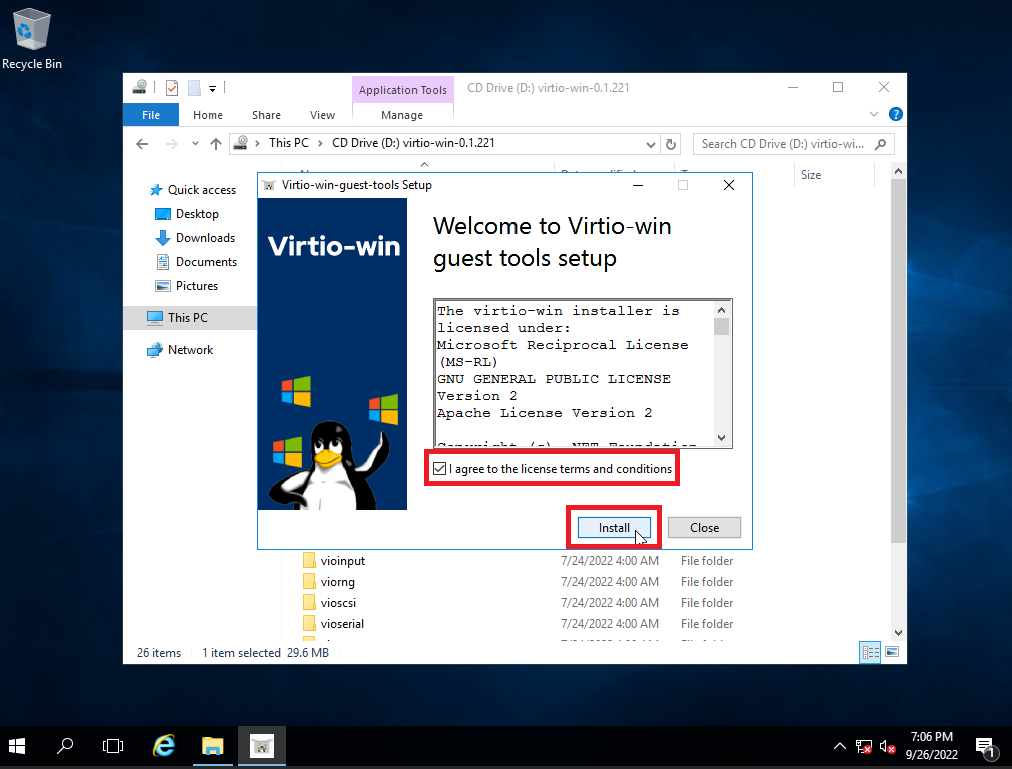 Recycle Bin
Application Tools
CD Drive (D:) virtio-win-0.1.221
File
Home
Share
View
Manage
This PC
CD Drive (D:) virtio-win-0.1.221
Search CD Drive (D:) virtio-wi...
Size
Quick access
Desktop
Downloads
Documents
Pictures
This PC
Network
Virtio-win-guest-tools Setup
Virtio-win
Welcome to Virtio-win
guest tools setup
The virtio-win installer is
licensed under:
Microsoft Reciprocal License
(MS-RL)
GNU GENERAL PUBLIC LICENSE
Version 2
Apache License Version 2
I agree to the license terms and conditions
Install
Close
vioinput 7/24/2022 4:00 AM File folder
viorng 7/24/2022 4:00 AM File folder
vioscsi 7/24/2022 4:00 AM File folder
vioserial 7/24/2022 4:00 AM File folder
26 items
1 item selected 29.6 MB
7:06 PM
9/26/2022
1